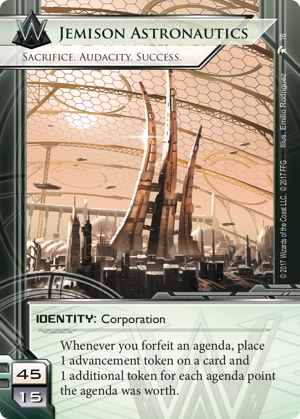 Jemison Astronautics
Sacrifice. Audacity. Success.
16
Illus. Emilio Rodríguez
© 2017 Wizards of the Coast LLC. © 2017 FFG
IDENTITY: Corporation
Whenever you forfeit an agenda, place
1 advancement token on a card and
1 additional token for each agenda point
the agenda was worth.
45
15